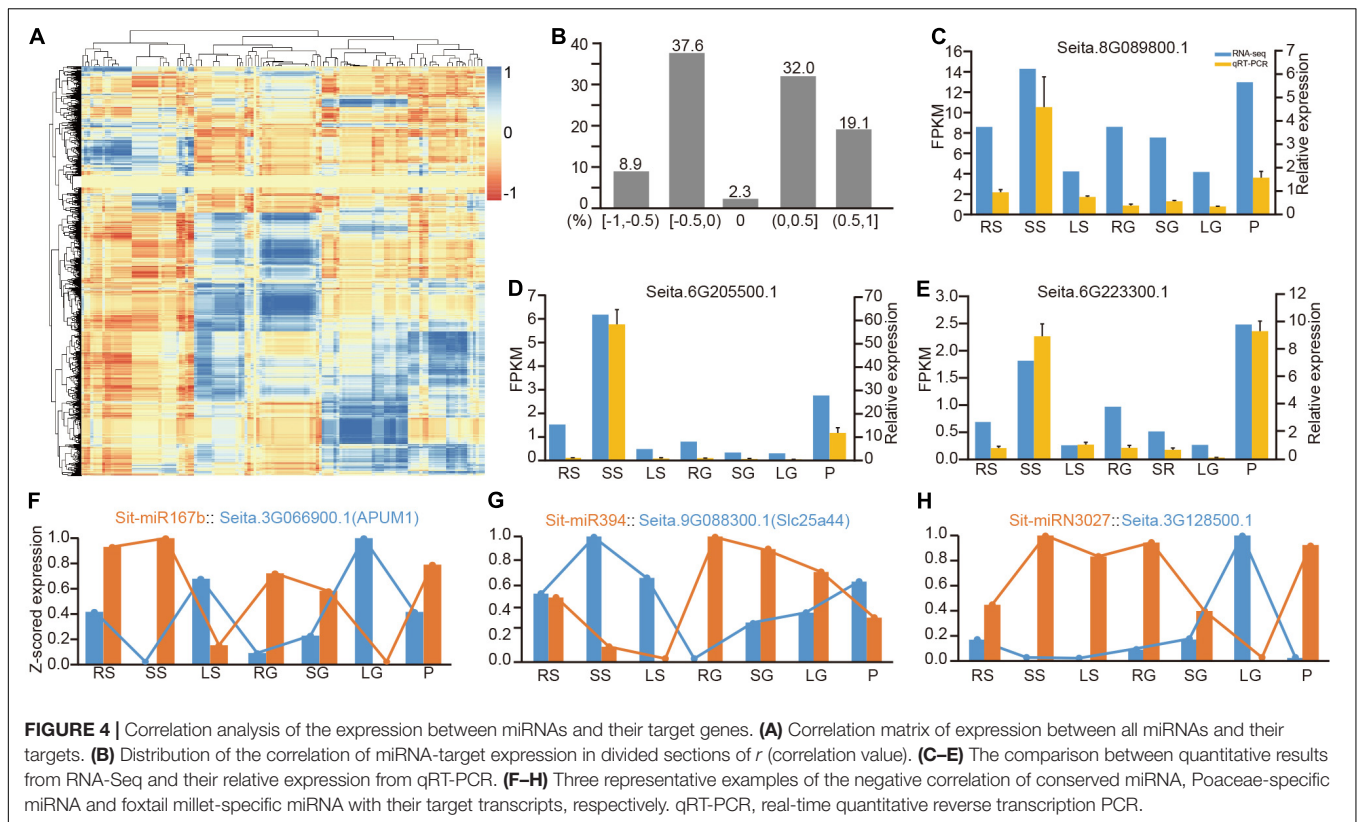 A
1
0
-1
B
40
30
20
10
0
8.9
37.6
2.3
32.0
19.1
(%) [-1,-0.5) [-0.5,0) 0 (0,0.5] (0.5,1]
C
Seita.8G089800.1
RNA-seq
qRT-PCR
FPKM
16
14
12
10
8
6
4
2
0
7
6
5
4
3
2
1
0
Relative expression
RS SS LS RG SG LG P
D
Seita.6G205500.1
FPKM
7
6
5
4
3
2
1
0
70
60
50
40
30
20
10
0
Relative expression
RS SS LS RG SG LG P
E
Seita.6G223300.1
FPKM
3.0
2.5
2.0
1.5
1.0
0.5
0.0
12
10
8
6
4
2
0
Relative expression
RS SS LS RG SR LG P
F
Sit-miR167b:: Seita.3G066900.1(APUM1)
Z-scored expression
1.0
0.8
0.6
0.4
0.2
0.0
RS SS LS RG SG LG P
G
Sit-miR394:: Seita.9G088300.1(Slc25a44)
1.0
0.8
0.6
0.4
0.2
0.0
RS SS LS RG SG LG P
H
Sit-miRN3027::Seita.3G128500.1
1.0
0.8
0.6
0.4
0.2
0.0
RS SS LS RG SG LG P
FIGURE 4 | Correlation analysis of the expression between miRNAs and their target genes. (A) Correlation matrix of expression between all miRNAs and their
targets. (B) Distribution of the correlation of miRNA-target expression in divided sections of r (correlation value). (C–E) The comparison between quantitative results
from RNA-Seq and their relative expression from qRT-PCR. (F–H) Three representative examples of the negative correlation of conserved miRNA, Poaceae-specific
miRNA and foxtail millet-specific miRNA with their target transcripts, respectively. qRT-PCR, real-time quantitative reverse transcription PCR.